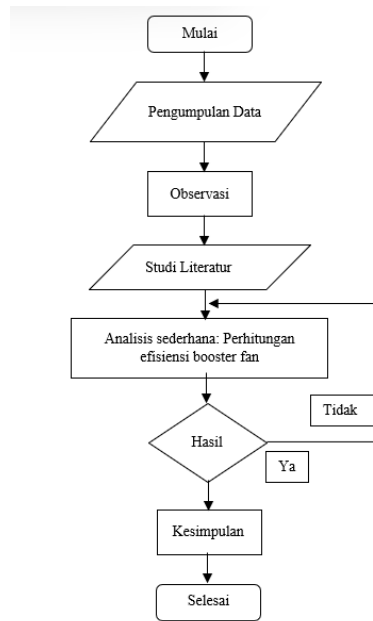 Mulai
Pengumpulan Data
Observasi
Studi Literatur
Analisis sederhana: Perhitungan
efisiensi booster fan
Hasil
Tidak
Ya
Kesimpulan
Selesai